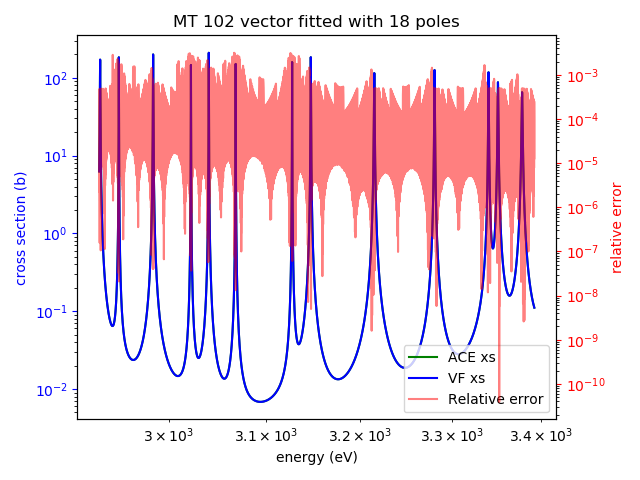 MT 102 vector fitted with 18 poles
cross section (b)
10²
10¹
10⁰
10⁻¹
10⁻²
10⁻³
10⁻⁴
10⁻⁵
10⁻⁶
10⁻⁷
10⁻⁸
10⁻⁹
10⁻¹⁰
relative error
ACE xs
VF xs
Relative error
3 × 10³ 3.1 × 10³ 3.2 × 10³ 3.3 × 10³ 3.4 × 10³
energy (eV)